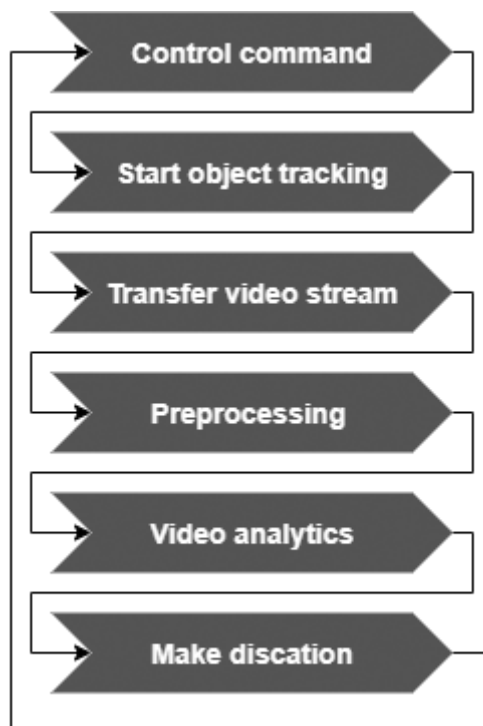 Control command
Start object tracking
Transfer video stream
Preprocessing
Video analytics
Make discation